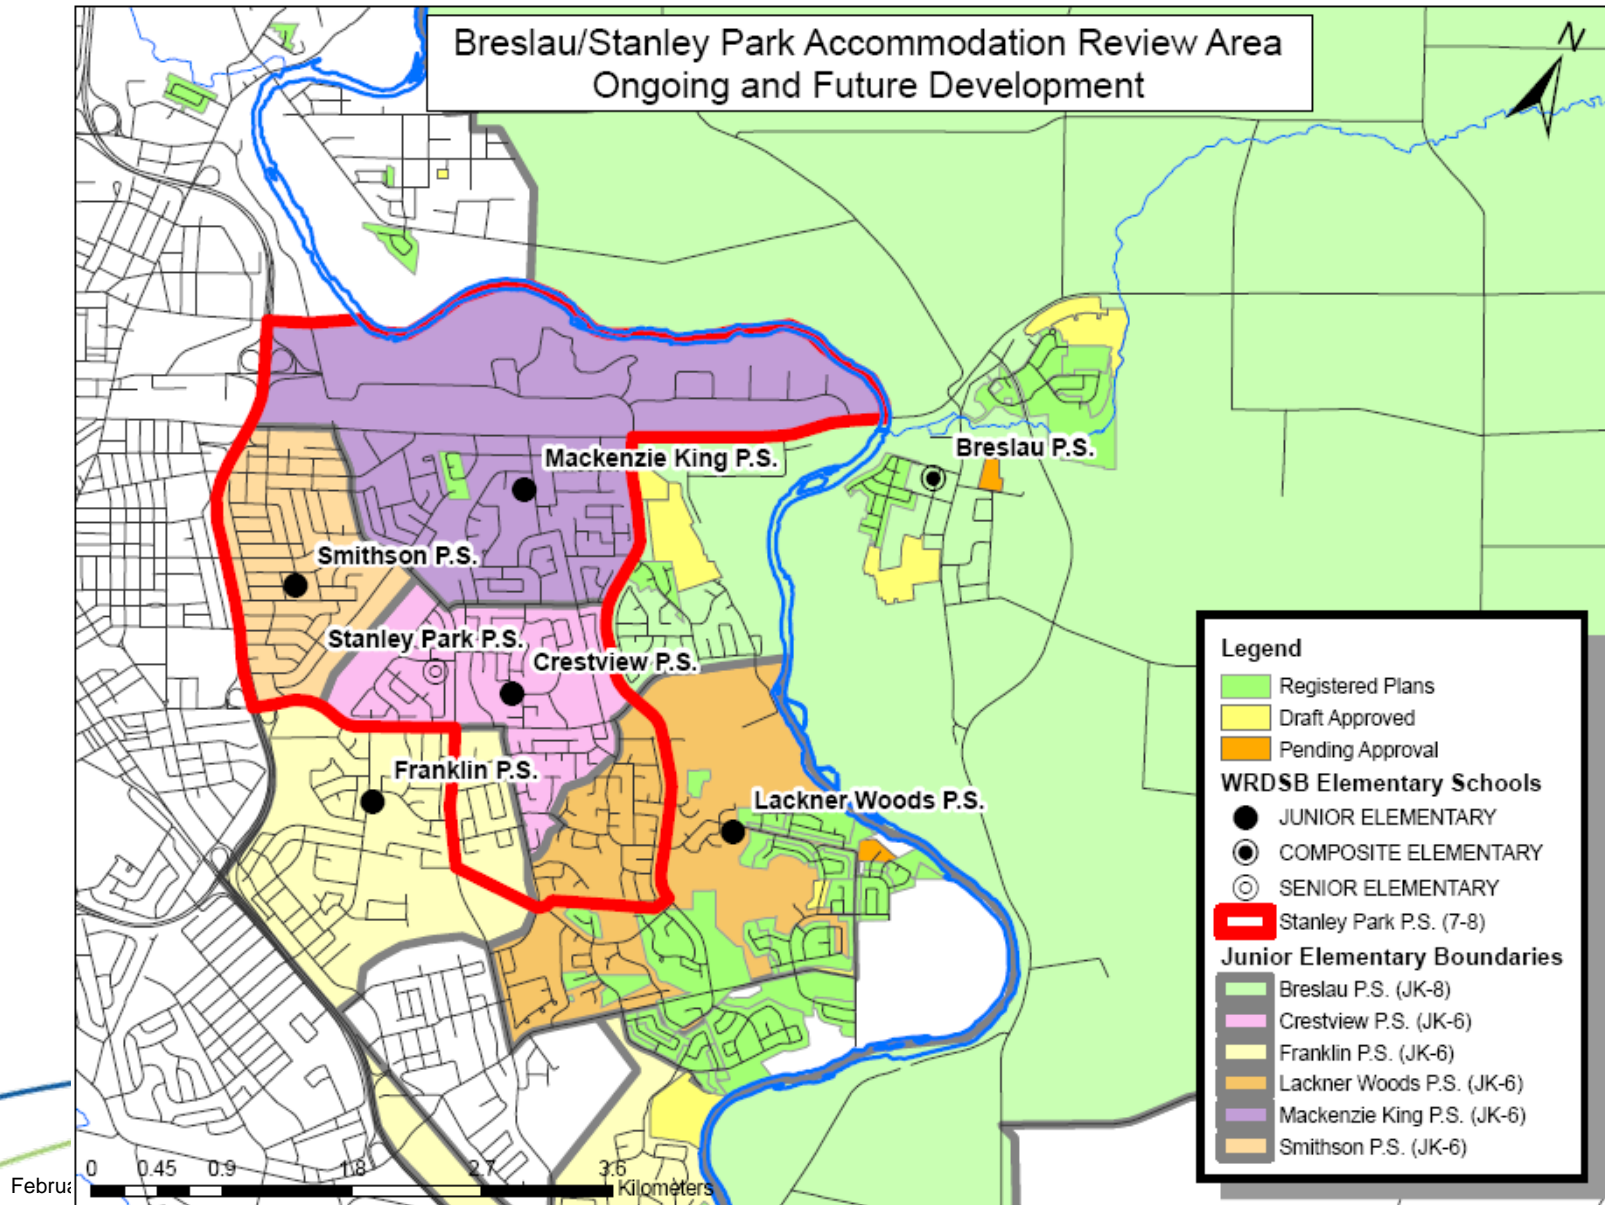 Breslau/Stanley Park Accommodation Review Area
Ongoing and Future Development
N
Mackenzie King P.S.
Breslau P.S.
Smithson P.S.
Stanley Park P.S.
Crestview P.S.
Franklin P.S.
Lackner Woods P.S.
Legend
Registered Plans
Draft Approved
Pending Approval
WRDSB Elementary Schools
JUNIOR ELEMENTARY
COMPOSITE ELEMENTARY
SENIOR ELEMENTARY
Stanley Park P.S. (7-8)
Junior Elementary Boundaries
Breslau P.S. (JK-8)
Crestview P.S. (JK-6)
Franklin P.S. (JK-6)
Lackner Woods P.S. (JK-6)
Mackenzie King P.S. (JK-6)
Smithson P.S. (JK-6)
0 0.45 0.9 1.8 2.7 3.6
Kilometers
Februa